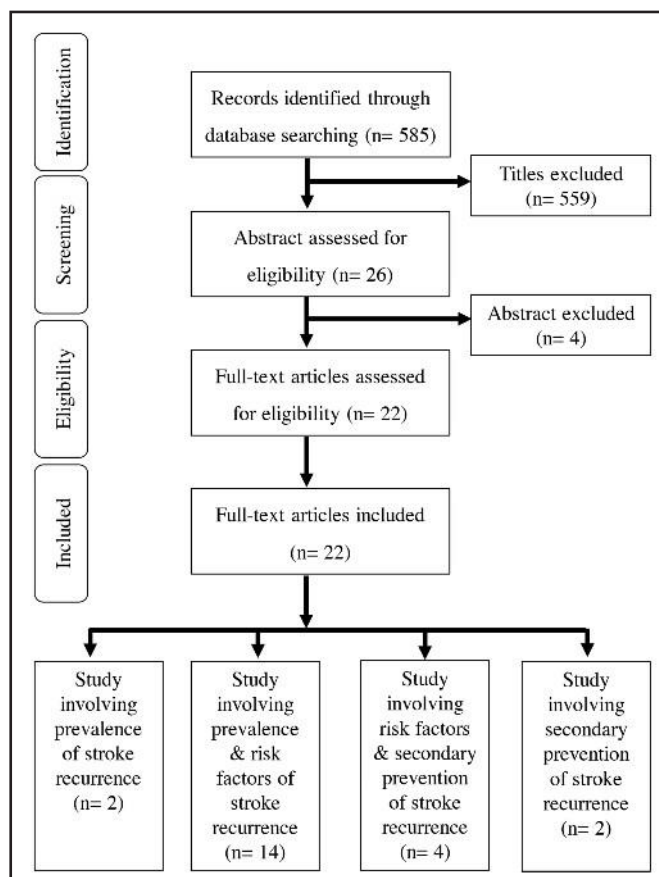 Identification
Records identified through
database searching (n= 585)
Titles excluded
(n= 559)
Screening
Abstract assessed for
eligibility (n= 26)
Abstract excluded
(n= 4)
Eligibility
Full-text articles assessed
for eligibility (n= 22)
Included
Full-text articles included
(n= 22)
Study
involving
prevalence
of stroke
recurrence
(n= 2)
Study
involving
prevalence
& risk
factors of
stroke
recurrence
(n= 14)
Study
involving
risk factors
& secondary
prevention
of stroke
recurrence
(n= 4)
Study
involving
secondary
prevention
of stroke
recurrence
(n= 2)